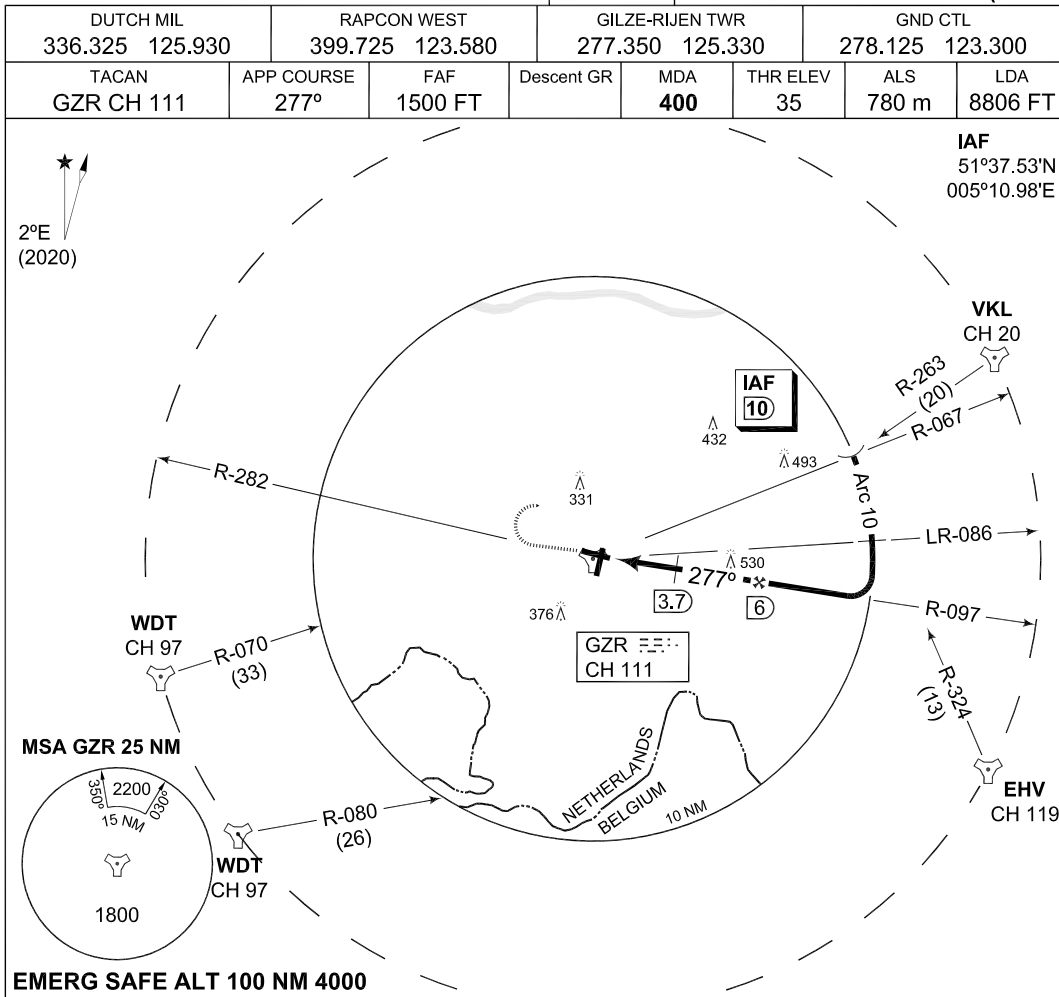 DUTCH MIL
336.325 125.930
RAPCON WEST
399.725 123.580
GILZE-RIJEN TWR
277.350 125.330
GND CTL
278.125 123.300
TACAN
GZR CH 111
APP COURSE
277º
FAF
1500 FT
Descent GR
MDA
400
THR ELEV
35
ALS
780 m
LDA
8806 FT
IAF
51º37.53'N
005º10.98'E
2ºE
(2020)
VKL
CH 20
R-263
(20)
R-067
IAF
10
432
493
R-282
331
Arc 10
LR-086
530
277º
3.7
6
376
R-097
WDT
CH 97
R-070
(33)
GZR
CH 111
R-324
(13)
MSA GZR 25 NM
350º
2200
030º
15 NM
1800
NETHERLANDS
BELGIUM
10 NM
EHV
CH 119
R-080
(26)
WDT
CH 97
EMERG SAFE ALT 100 NM 4000